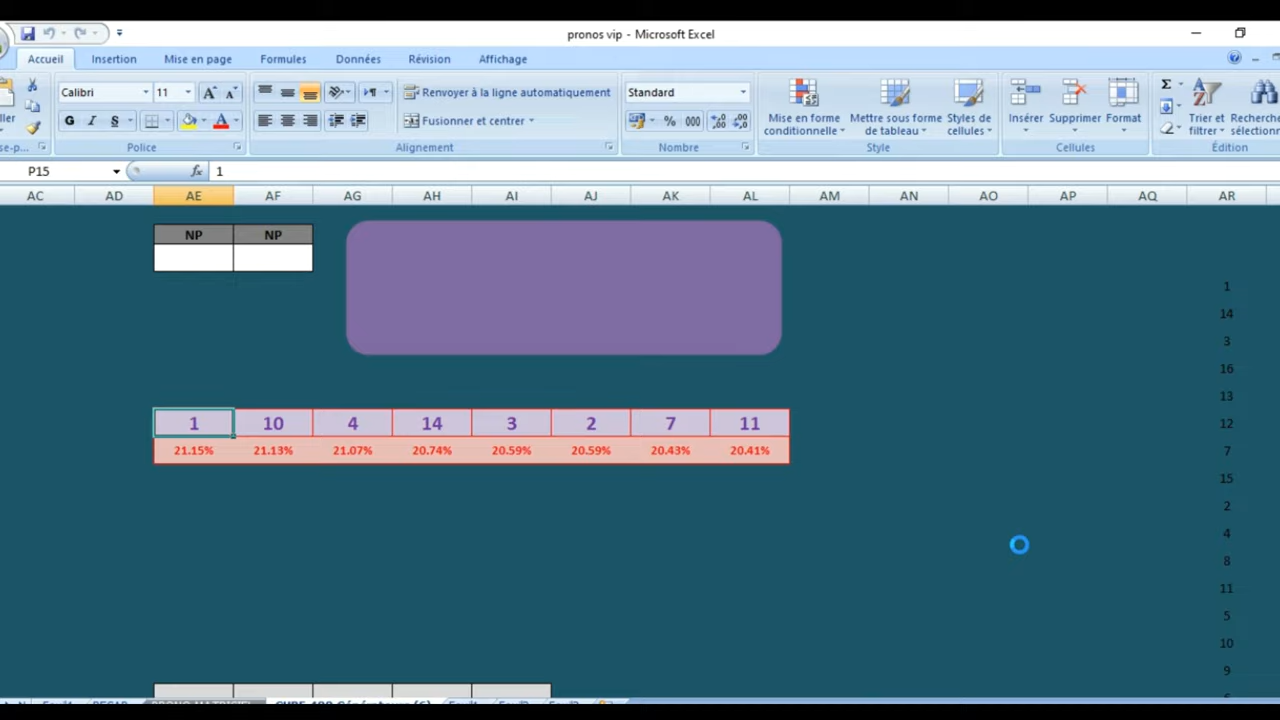 pronos vip - Microsoft Excel
Accueil Insertion Mise en page Formules Données Révision Affichage
Calibri 11 Renvoyer à la ligne automatiquement Standard
G I S Fusionner et centrer % 000
Mise en forme conditionnelle Mettre sous forme de tableau Styles de cellules Insérer Supprimer Format Trier et filtrer
Police Alignement Nombre Style Cellules Édition
P15 fx 1
AC AD AE AF AG AH AI AJ AK AL AM AN AO AP AQ AR
NP NP
1
14
3
16
13
1 10 4 14 3 2 7 11 12
21.15% 21.13% 21.07% 20.74% 20.59% 20.59% 20.43% 20.41% 7
15
2
4
8
11
5
10
9